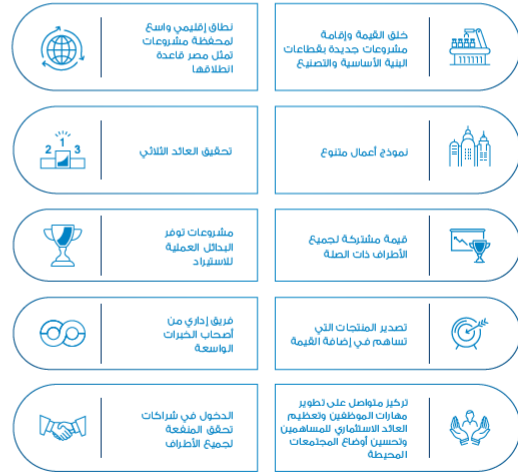 خلق القيمة وإقامة
مشروعات جديدة بقطاعات
البنية الأساسية والتصنيع
نطاق إقليمي واسع
لمحفظة مشروعات
تمثل مصر قاعدة
انطلاقها
نموذج أعمال متنوع
تحقيق العائد الثلاثي
1
2 3
قيمة مشتركة لجميع
الأطراف ذات الصلة
مشروعات توفر
البدائل العملية
للاستيراد
تصدير المنتجات التي
تساهم في إضافة القيمة
فريق إداري من
أصحاب الخبرات
الواسعة
تركيز متواصل على تطوير
مهارات الموظفين وتعظيم
العائد الاستثماري للمساهمين
وتحسين أوضاع المجتمعات
المحيطة
الدخول في شراكات
تحقق المنفعة
لجميع الأطراف